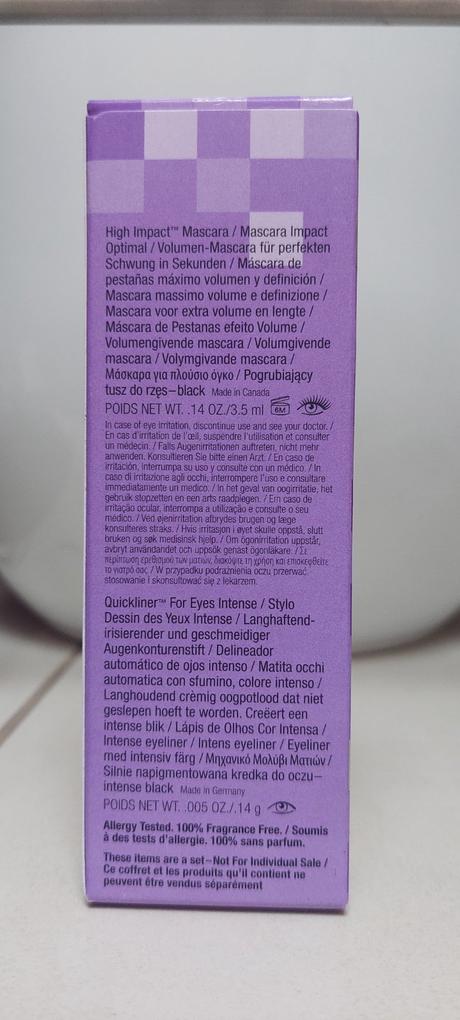 High Impact™ Mascara / Mascara Impact
Optimal / Volumen-Mascara für perfekten
Schwung in Sekunden / Máscara de
pestañas máximo volumen y definición /
Mascara massimo volume e definizione /
Mascara voor extra volume en lengte /
Máscara de Pestanas efeito Volume /
Volumengivende mascara / Volumgivende
mascara / Volymgivande mascara /
Μάσκαρα για πλούσιο όγκο / Pogrubiający
tusz do rzęs–black Made in Canada
POIDS NET WT. .14 OZ./3.5 ml 6M
In case of eye irritation, discontinue use and see your doctor. /
En cas d'irritation de l'œil, suspendre l'utilisation et consulter
un médecin. / Falls Augenirritationen auftreten, nicht mehr
anwenden. Konsultieren Sie bitte einen Arzt. / En caso de
irritación, interrumpa su uso y consulte con un médico. / In
caso di irritazione agli occhi, interrompere l'uso e consultare
immediatamente un medico. / In het geval van oogirritatie, het
gebruik stopzetten en een arts raadplegen. / Em caso de
irritação ocular, interrompa a utilização e consulte o seu
médico. / Ved øjenirritation afbrydes brugen og læge
konsulteres straks. / Hvis irritasjon i øyet skulle oppstå, slutt
bruken og søk medisinsk hjelp. / Om ögonirritation uppstår,
avbryt användandet och uppsök genast ögonläkare. / Σε
περίπτωση ερεθισμού των ματιών, διακόψτε τη χρήση και επισκεφθείτε
το γιατρό σας. / W przypadku podrażnienia oczu przerwać
stosowanie i skonsultować się z lekarzem.
Quickliner™ For Eyes Intense / Stylo
Dessin des Yeux Intense / Langhaftend-
irisierender und geschmeidiger
Augenkonturenstift / Delineador
automático de ojos intenso / Matita occhi
automatica con sfumino, colore intenso /
Langhoudend crèmig oogpotlood dat niet
geslepen hoeft te worden. Creëert een
intense blik / Lápis de Olhos Cor Intensa /
Intense eyeliner / Intens eyeliner / Eyeliner
med intensiv färg / Μηχανικό Μολύβι Ματιών /
Silnie napigmentowana kredka do oczu–
intense black Made in Germany
POIDS NET WT. .005 OZ./.14 g
Allergy Tested. 100% Fragrance Free. / Soumis
à des tests d'allergie. 100% sans parfum.
These items are a set–Not For Individual Sale /
Ce coffret et les produits qu'il contient ne
peuvent être vendus séparément